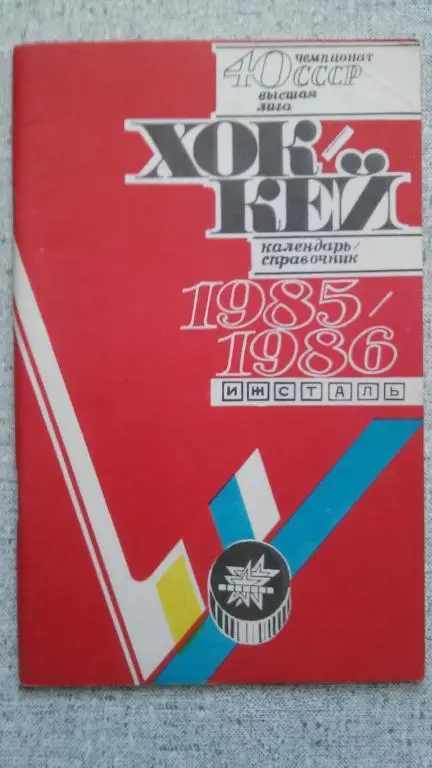 40 чемпионат
СССР
высшая
лига
ХОК/
КЕЙ
календарь/
справочник
1985/
1986
ИЖСТАЛЬ